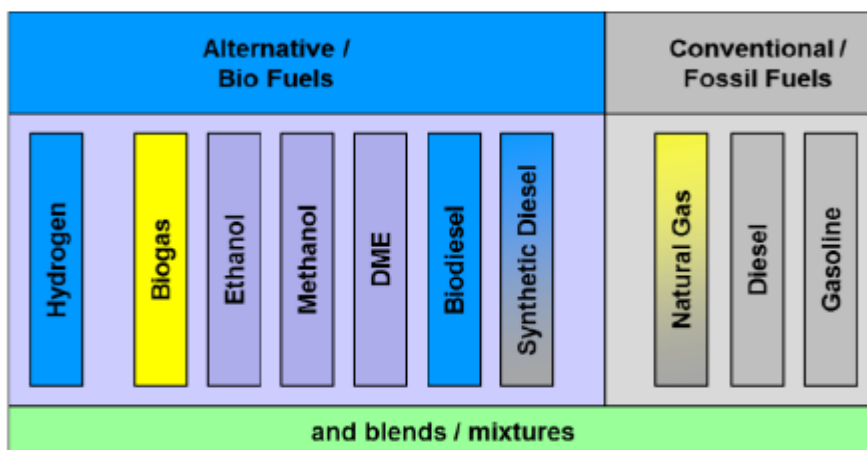 Alternative /
Bio Fuels
Conventional /
Fossil Fuels
Hydrogen
Biogas
Ethanol
Methanol
DME
Biodiesel
Synthetic Diesel
Natural Gas
Diesel
Gasoline
and blends / mixtures